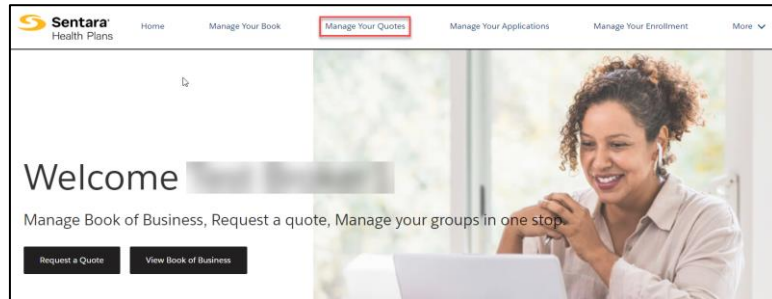 Sentara
Health Plans
Home
Manage Your Book
Manage Your Quotes
Manage Your Applications
Manage Your Enrollment
More
Welcome
Manage Book of Business, Request a quote, Manage your groups in one stop.
Request a Quote
View Book of Business